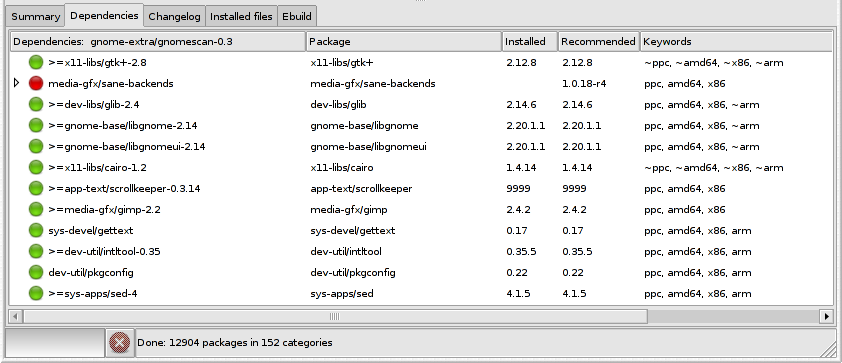 Summary Dependencies Changelog Installed files Ebuild
Dependencies: gnome-extra/gnomescan-0.3 Package Installed Recommended Keywords
>=x11-libs/gtk+-2.8 x11-libs/gtk+ 2.12.8 2.12.8 ~ppc, ~amd64, ~x86, ~arm
media-gfx/sane-backends media-gfx/sane-backends 1.0.18-r4 ppc, amd64, x86
>=dev-libs/glib-2.4 dev-libs/glib 2.14.6 2.14.6 ppc, amd64, x86, ~arm
>=gnome-base/libgnome-2.14 gnome-base/libgnome 2.20.1.1 2.20.1.1 ppc, amd64, x86, ~arm
>=gnome-base/libgnomeui-2.14 gnome-base/libgnomeui 2.20.1.1 2.20.1.1 ppc, amd64, x86, ~arm
>=x11-libs/cairo-1.2 x11-libs/cairo 1.4.14 1.4.14 ~ppc, ~amd64, ~x86, ~arm
>=app-text/scrollkeeper-0.3.14 app-text/scrollkeeper 9999 9999 ppc, amd64, x86
>=media-gfx/gimp-2.2 media-gfx/gimp 2.4.2 2.4.2 ppc, amd64, x86
sys-devel/gettext sys-devel/gettext 0.17 0.17 ppc, amd64, x86, arm
>=dev-util/intltool-0.35 dev-util/intltool 0.35.5 0.35.5 ppc, amd64, x86, arm
dev-util/pkgconfig dev-util/pkgconfig 0.22 0.22 ppc, amd64, x86, arm
>=sys-apps/sed-4 sys-apps/sed 4.1.5 4.1.5 ppc, amd64, x86, arm
Done: 12904 packages in 152 categories